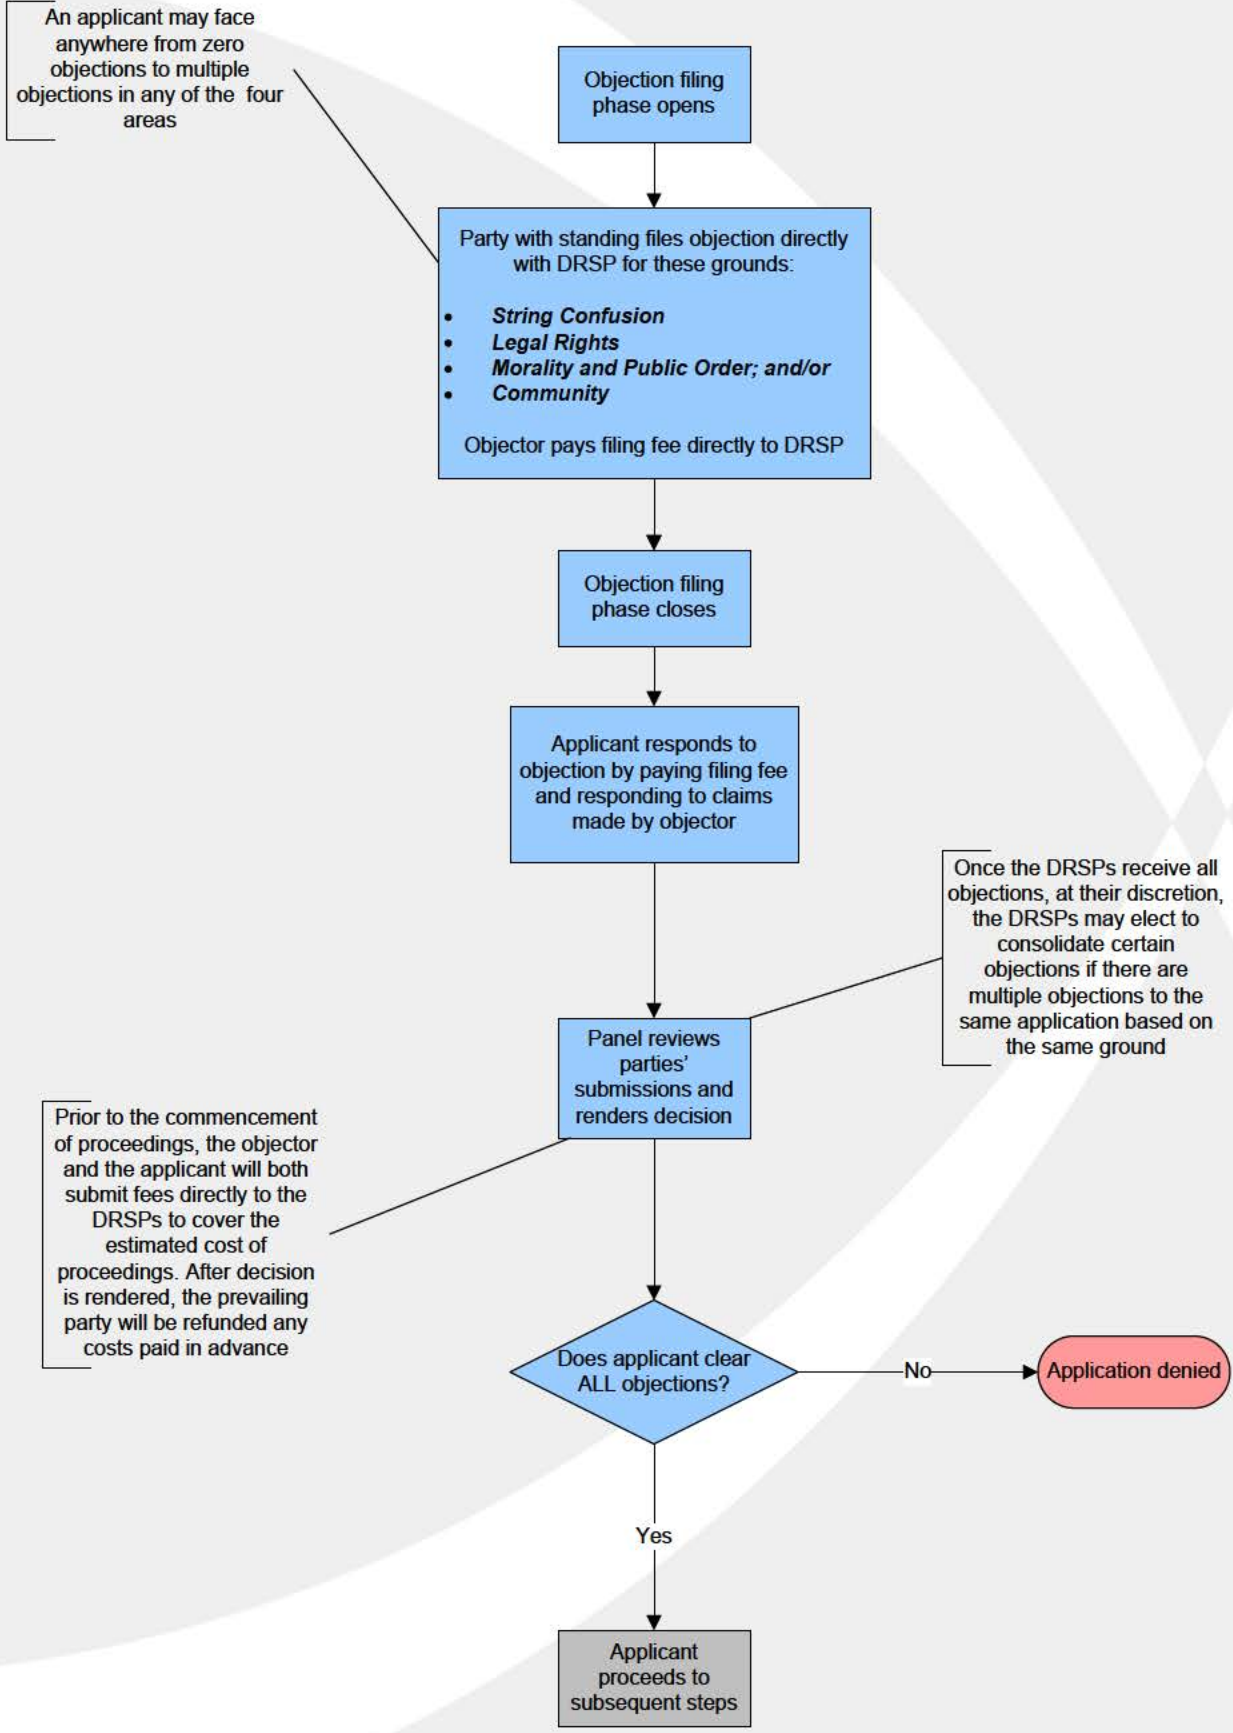 An applicant may face
anywhere from zero
objections to multiple
objections in any of the four
areas
Objection filing
phase opens
Party with standing files objection directly
with DRSP for these grounds:
• String Confusion
• Legal Rights
• Morality and Public Order; and/or
• Community
Objector pays filing fee directly to DRSP
Objection filing
phase closes
Applicant responds to
objection by paying filing fee
and responding to claims
made by objector
Once the DRSPs receive all
objections, at their discretion,
the DRSPs may elect to
consolidate certain
objections if there are
multiple objections to the
same application based on
the same ground
Panel reviews
parties’
submissions and
renders decision
Prior to the commencement
of proceedings, the objector
and the applicant will both
submit fees directly to the
DRSPs to cover the
estimated cost of
proceedings. After decision
is rendered, the prevailing
party will be refunded any
costs paid in advance
Does applicant clear
ALL objections?
No
Application denied
Yes
Applicant
proceeds to
subsequent steps